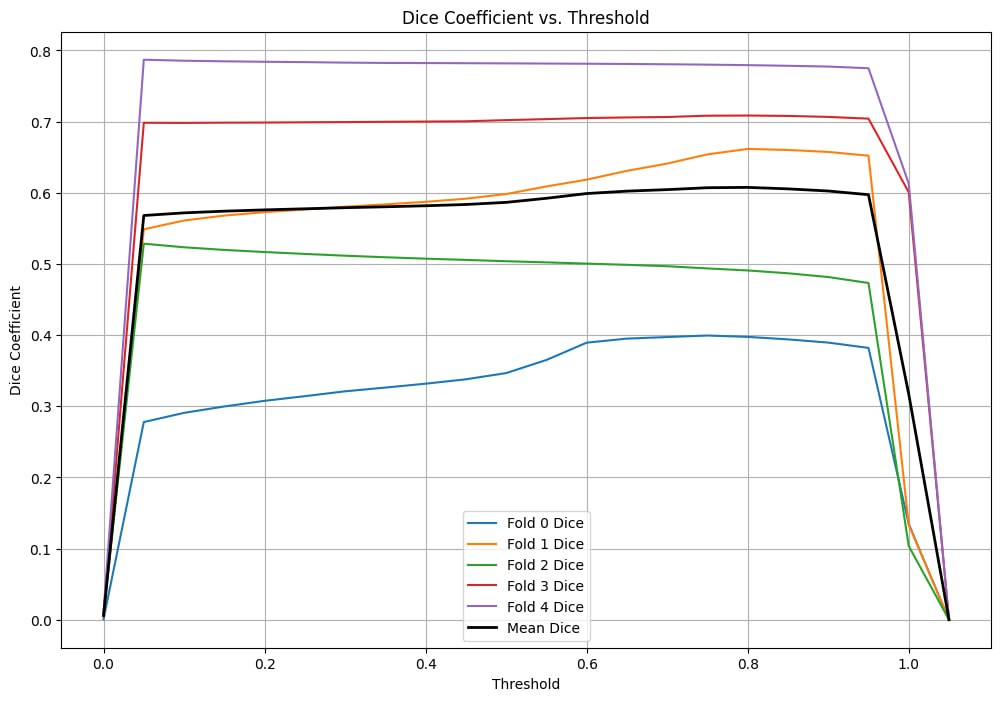 Dice Coefficient vs. Threshold
Dice Coefficient
0.8
0.7
0.6
0.5
0.4
0.3
0.2
0.1
0.0
Fold 0 Dice
Fold 1 Dice
Fold 2 Dice
Fold 3 Dice
Fold 4 Dice
Mean Dice
0.0 0.2 0.4 0.6 0.8 1.0
Threshold